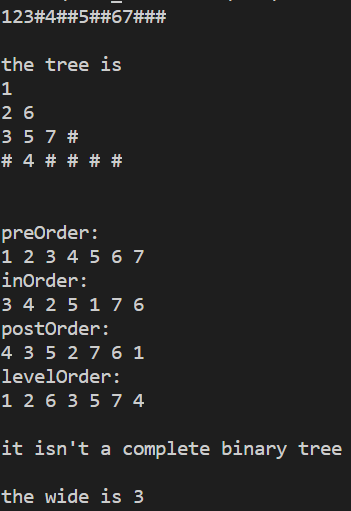 123#4##5##67###
the tree is
1
2 6
3 5 7 #
# 4 # # # #
preOrder:
1 2 3 4 5 6 7
inOrder:
3 4 2 5 1 7 6
postOrder:
4 3 5 2 7 6 1
levelOrder:
1 2 6 3 5 7 4
it isn't a complete binary tree
the wide is 3